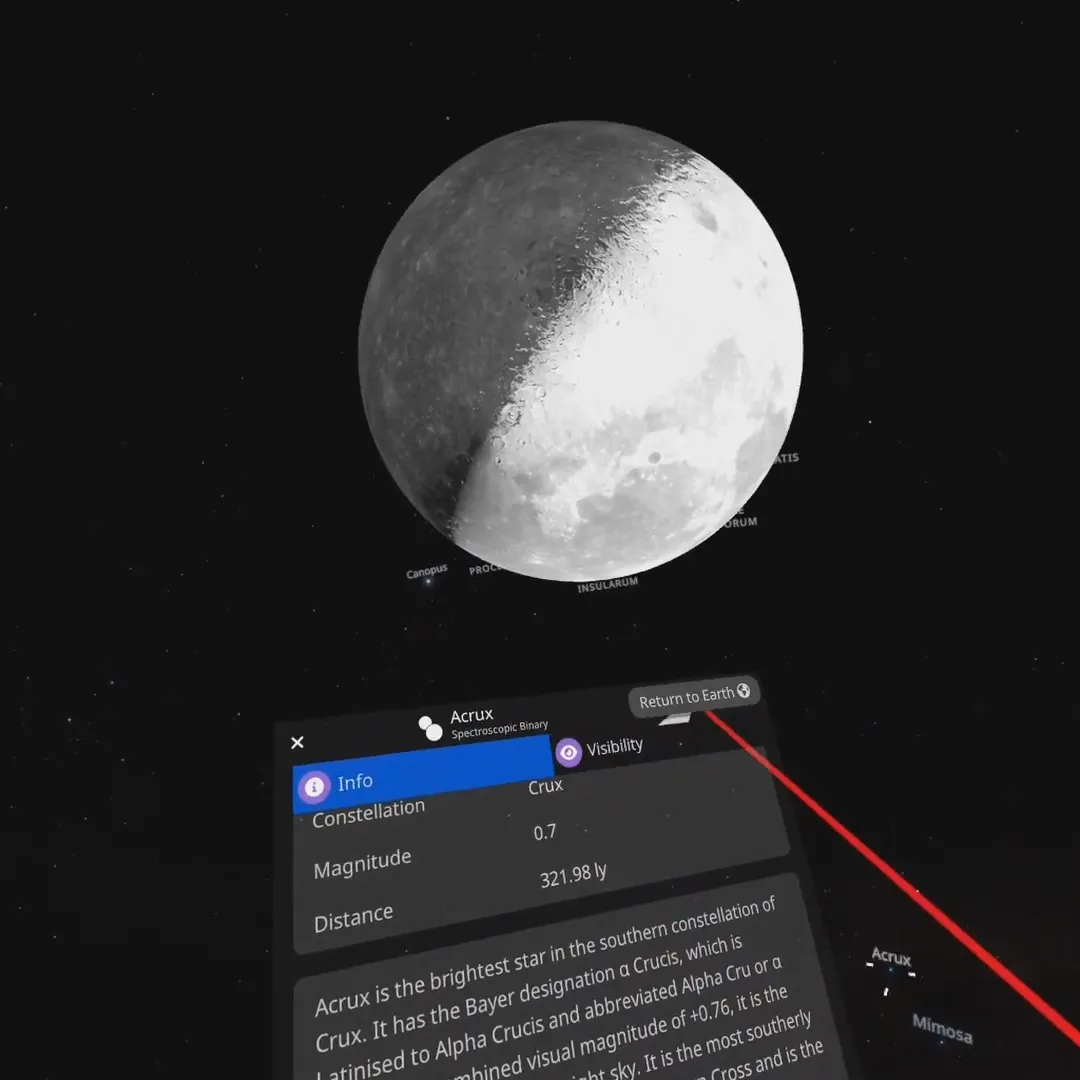 ATIS
ORUM
Canopus
PROC
INSULARUM
Return to Earth
Acrux
Spectroscopic Binary
Info
Visibility
Constellation
Crux
Magnitude
0.7
Distance
321.98 ly
Acrux is the brightest star in the southern constellation of
Crux. It has the Bayer designation α Crucis, which is
Latinised to Alpha Crucis and abbreviated Alpha Cru or α
mbined visual magnitude of +0.76, it is the
ght sky. It is the most southerly
Cross and is the
Acrux
Mimosa